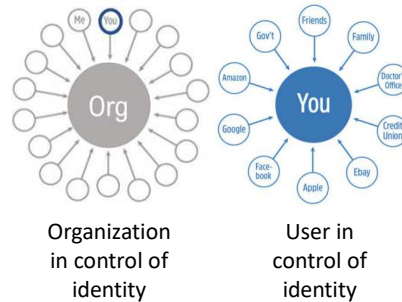 Me
You
Org
Friends
Gov't
Family
Amazon
Doctor's
Office
You
Google
Credit
Union
Face-
book
Ebay
Apple
Organization
in control of
identity
User in
control of
identity